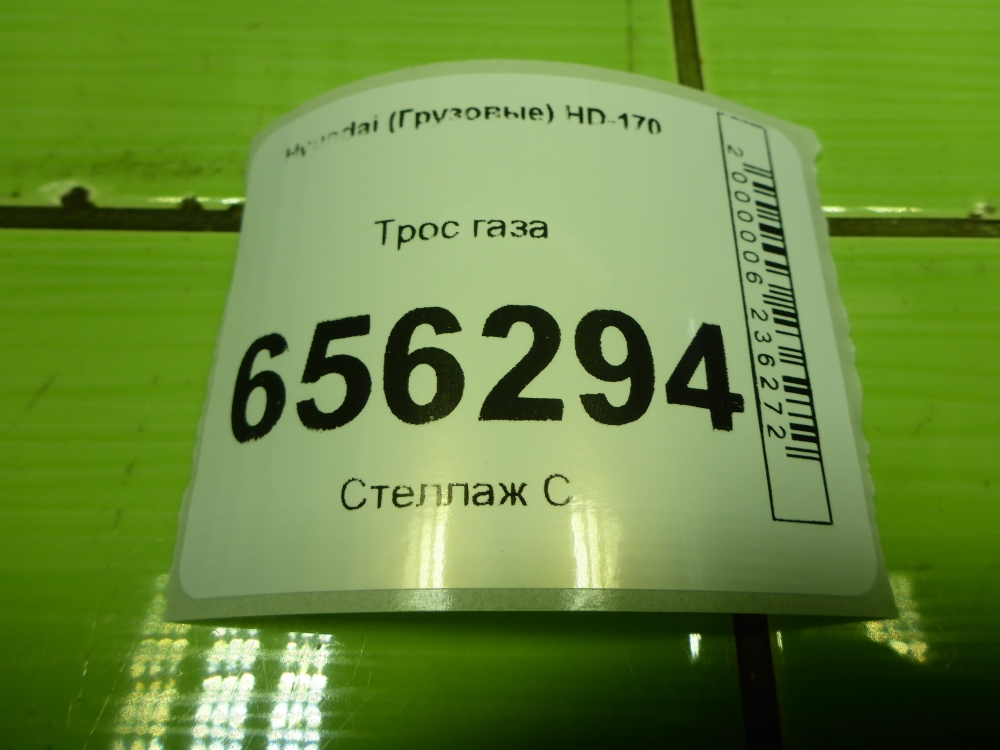 Hyundai (Грузовые) HD-170
Трос газа
656294
Стеллаж С
2000006236272